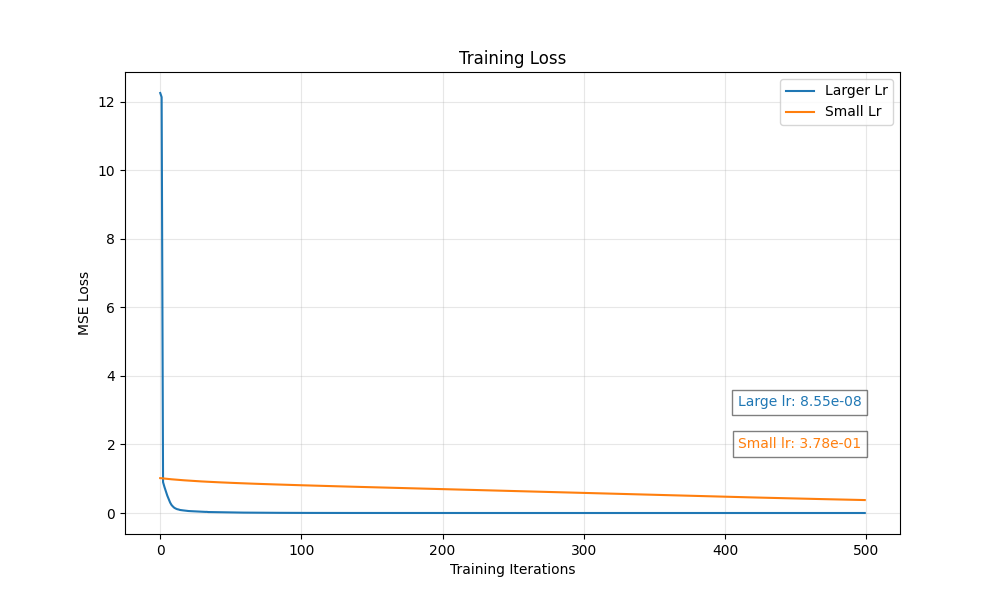 Training Loss
Larger Lr
Small Lr
MSE Loss
12
10
8
6
4
2
0
Large lr: 8.55e-08
Small lr: 3.78e-01
0 100 200 300 400 500
Training Iterations